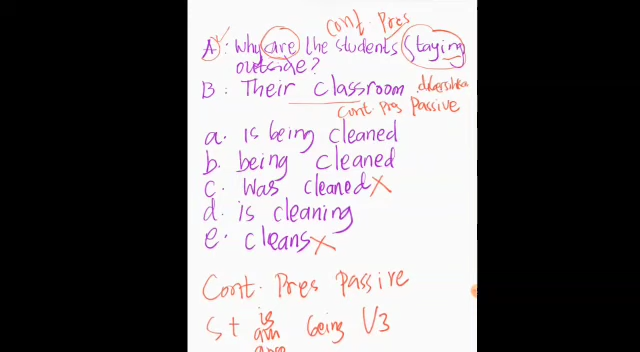 Cont. Pres
A: Why are the students staying
outside?
B: Their classroom
Cont Prs Passive
a. is being cleaned
b. being cleaned
c. was cleaned X
d. is cleaning
e. cleans X
Cont. Pres Passive
S + is being V3
am
are